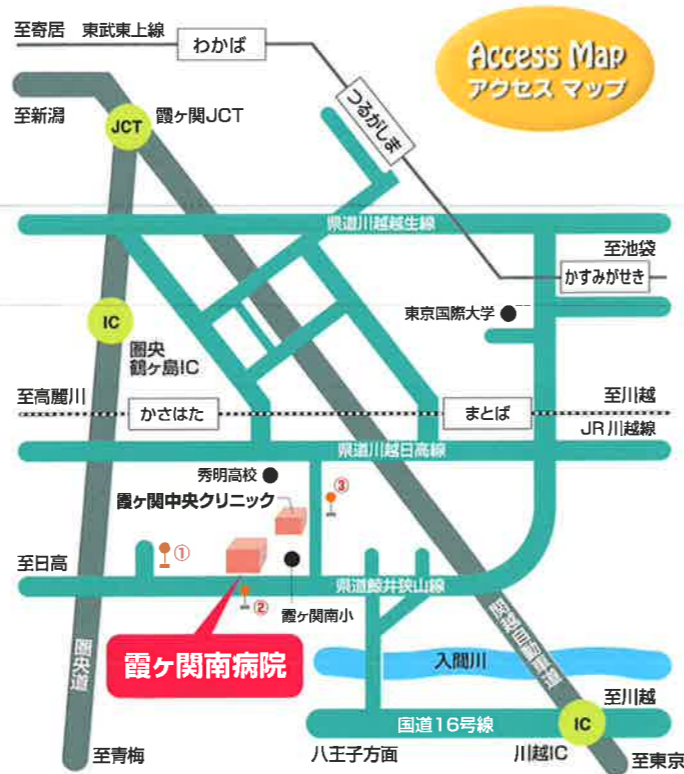 至寄居 東武東上線
わかば
Access Map
アクセス マップ
至新潟
JCT
霞ヶ関JCT
つるがしま
県道川越越生線
至池袋
かすみがせき
東京国際大学
IC
圏央
鶴ヶ島IC
至高麗川
かさはた
まとば
至川越
JR川越線
県道川越日高線
秀明高校
霞ヶ関中央クリニック
③
①
至日高
県道鯨井狭山線
②
霞ヶ関南小
霞ヶ関南病院
圏央道
関越自動車道
入間川
至川越
国道16号線
IC
至青梅
八王子方面
川越IC
至東京